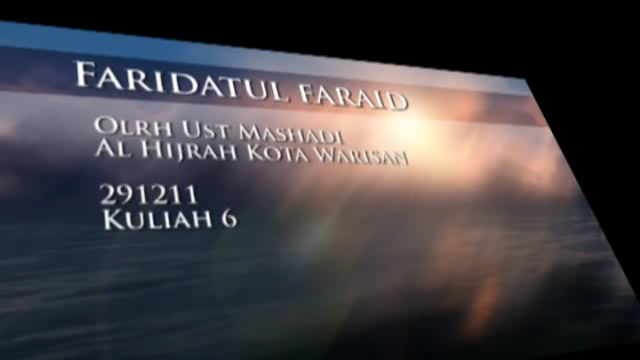 FARIDATUL FARAID
OLRH UST MASHADI
AL HIJRAH KOTA WARISAN
291211
KULIAH 6